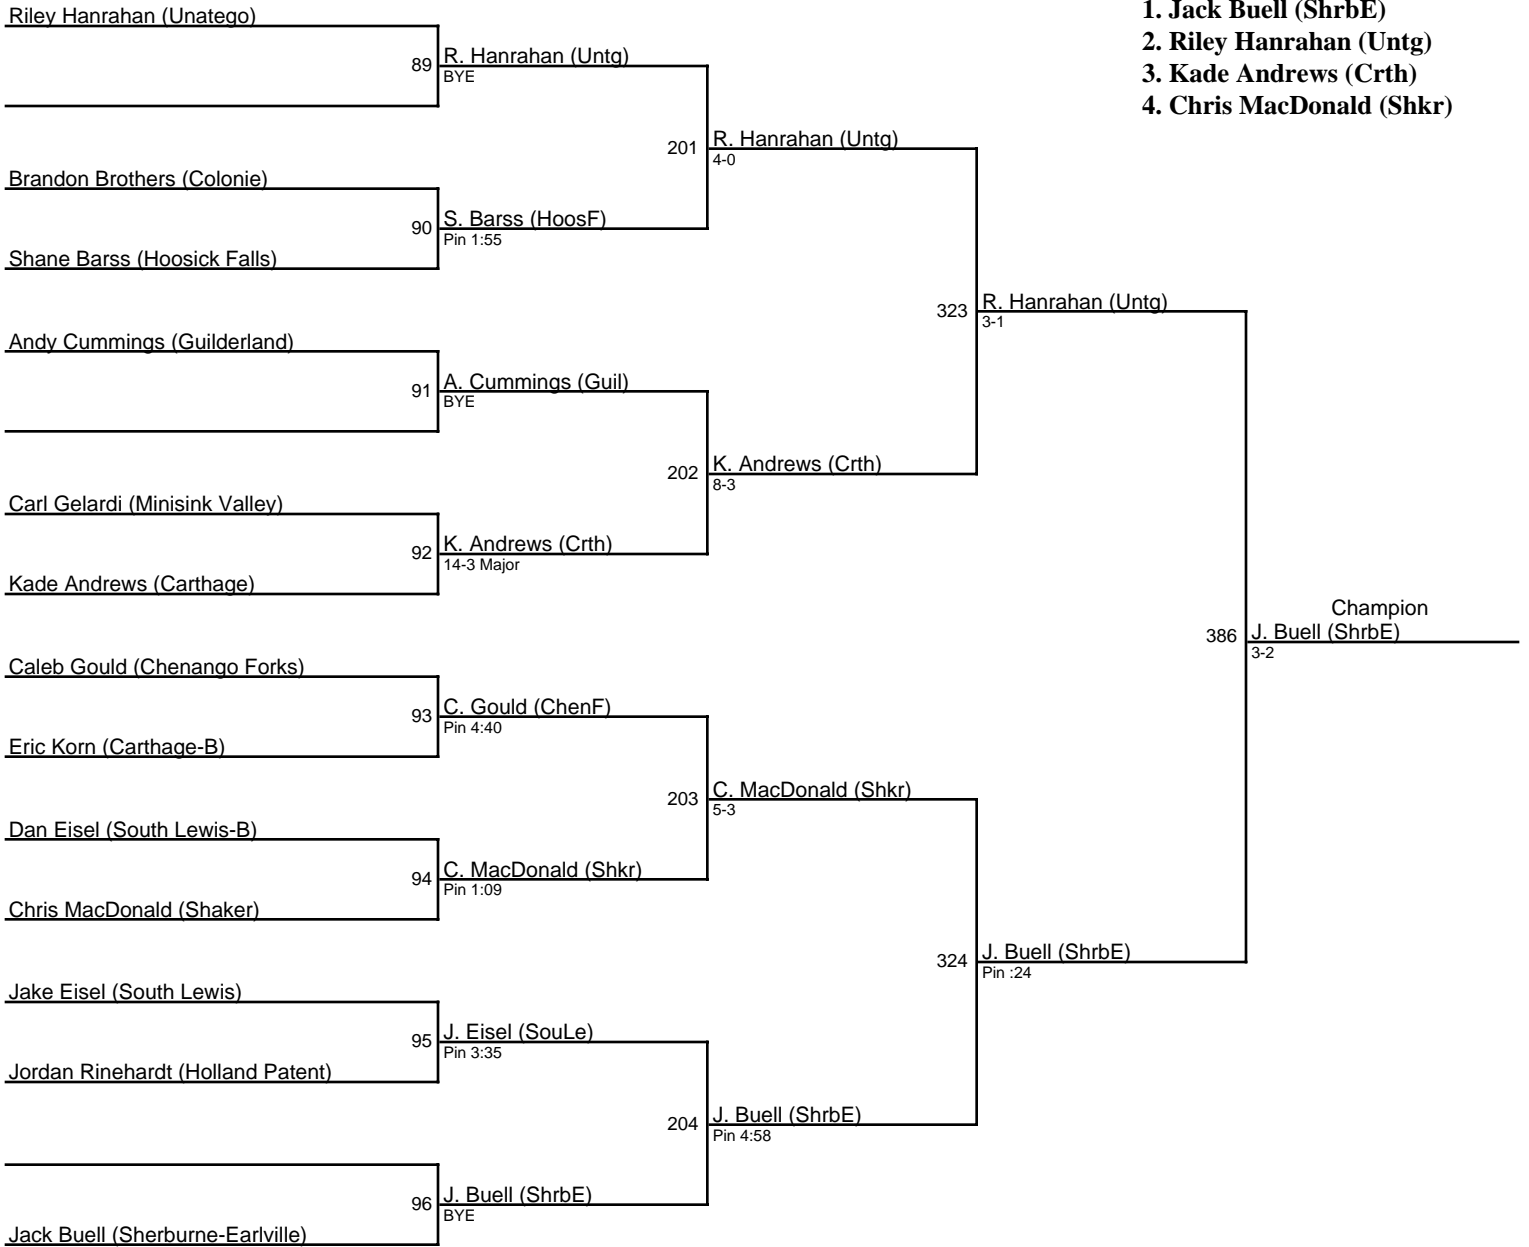 Riley Hanrahan (Unatego)
89
R. Hanrahan (Untg)
BYE
Brandon Brothers (Colonie)
90
S. Barss (HoosF)
Pin 1:55
Shane Barss (Hoosick Falls)
201
R. Hanrahan (Untg)
4-0
Andy Cummings (Guilderland)
91
A. Cummings (Guil)
BYE
Carl Gelardi (Minisink Valley)
92
K. Andrews (Crth)
14-3 Major
Kade Andrews (Carthage)
202
K. Andrews (Crth)
8-3
323
R. Hanrahan (Untg)
3-1
Caleb Gould (Chenango Forks)
93
C. Gould (ChenF)
Pin 4:40
Eric Korn (Carthage-B)
Dan Eisel (South Lewis-B)
94
C. MacDonald (Shkr)
Pin 1:09
Chris MacDonald (Shaker)
203
C. MacDonald (Shkr)
5-3
Jake Eisel (South Lewis)
95
J. Eisel (SouLe)
Pin 3:35
Jordan Rinehardt (Holland Patent)
96
J. Buell (ShrbE)
BYE
Jack Buell (Sherburne-Earlville)
204
J. Buell (ShrbE)
Pin 4:58
324
J. Buell (ShrbE)
Pin :24
Champion
386
J. Buell (ShrbE)
3-2
1. Jack Buell (ShrbE)
2. Riley Hanrahan (Untg)
3. Kade Andrews (Crth)
4. Chris MacDonald (Shkr)